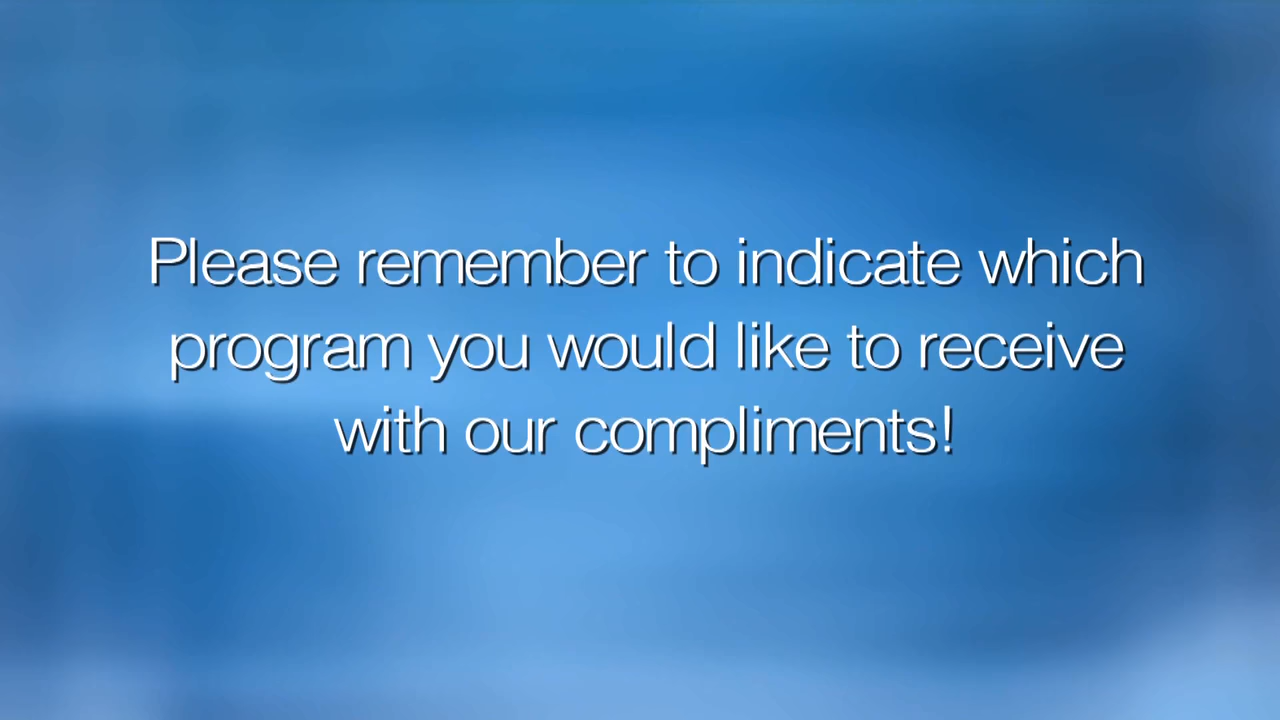 Please remember to indicate which
program you would like to receive
with our compliments!